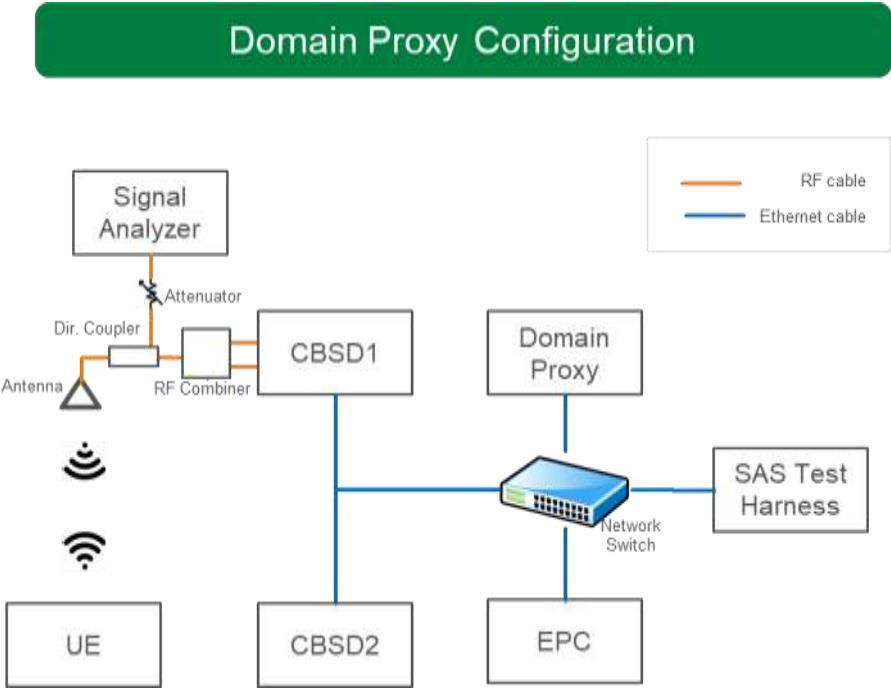 Domain Proxy Configuration
RF cable
Ethernet cable
Signal
Analyzer
Attenuator
Dir. Coupler
CBSD1
Domain
Proxy
Antenna
RF Combiner
SAS Test
Harness
Network
Switch
UE
CBSD2
EPC